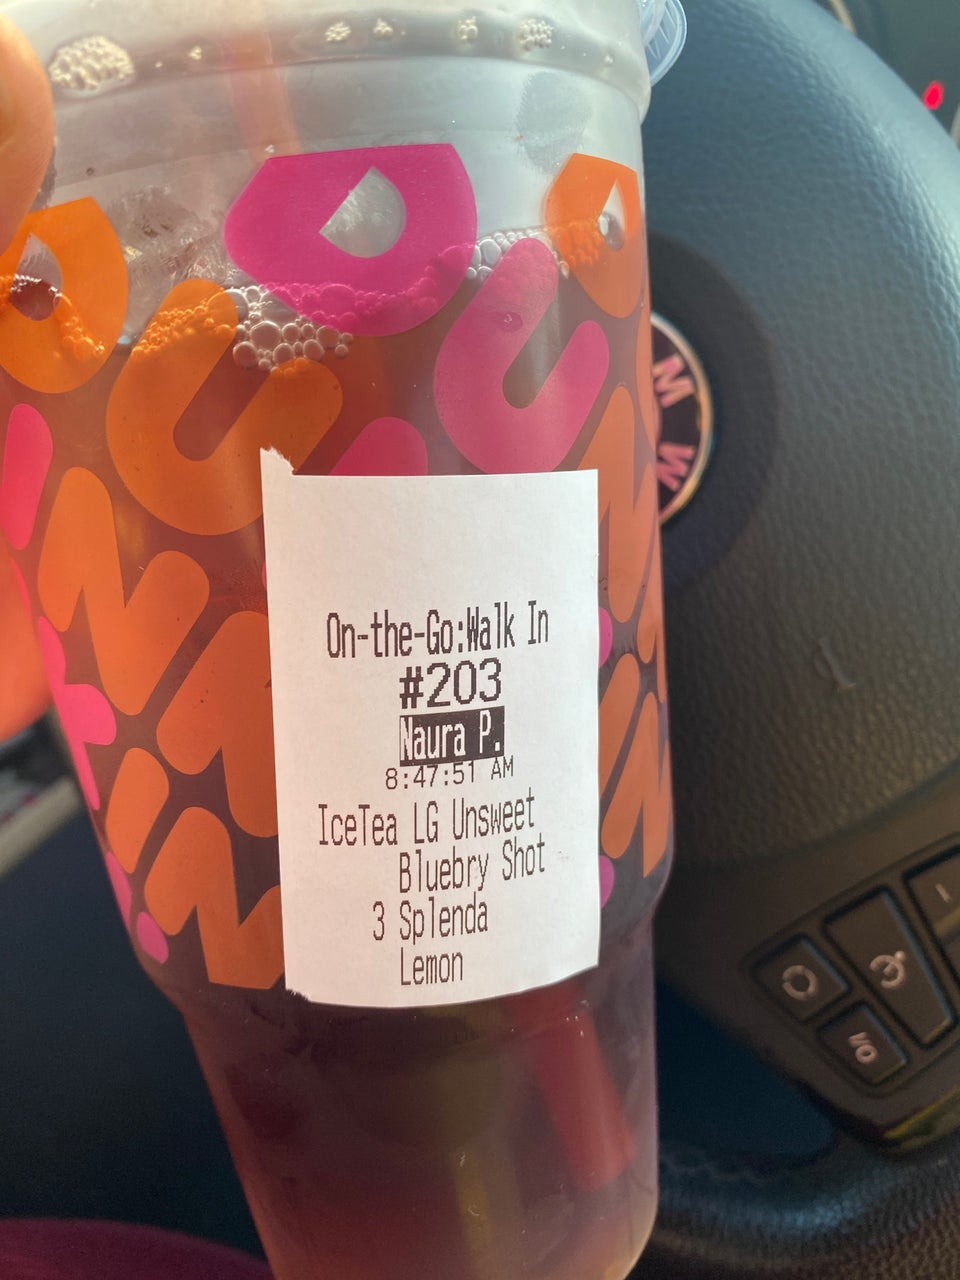 On-the-Go:Walk In
#203
Naura P.
8:47:51 AM
IceTea LG Unsweet
Bluebry Shot
3 Splenda
Lemon
M W
I/O